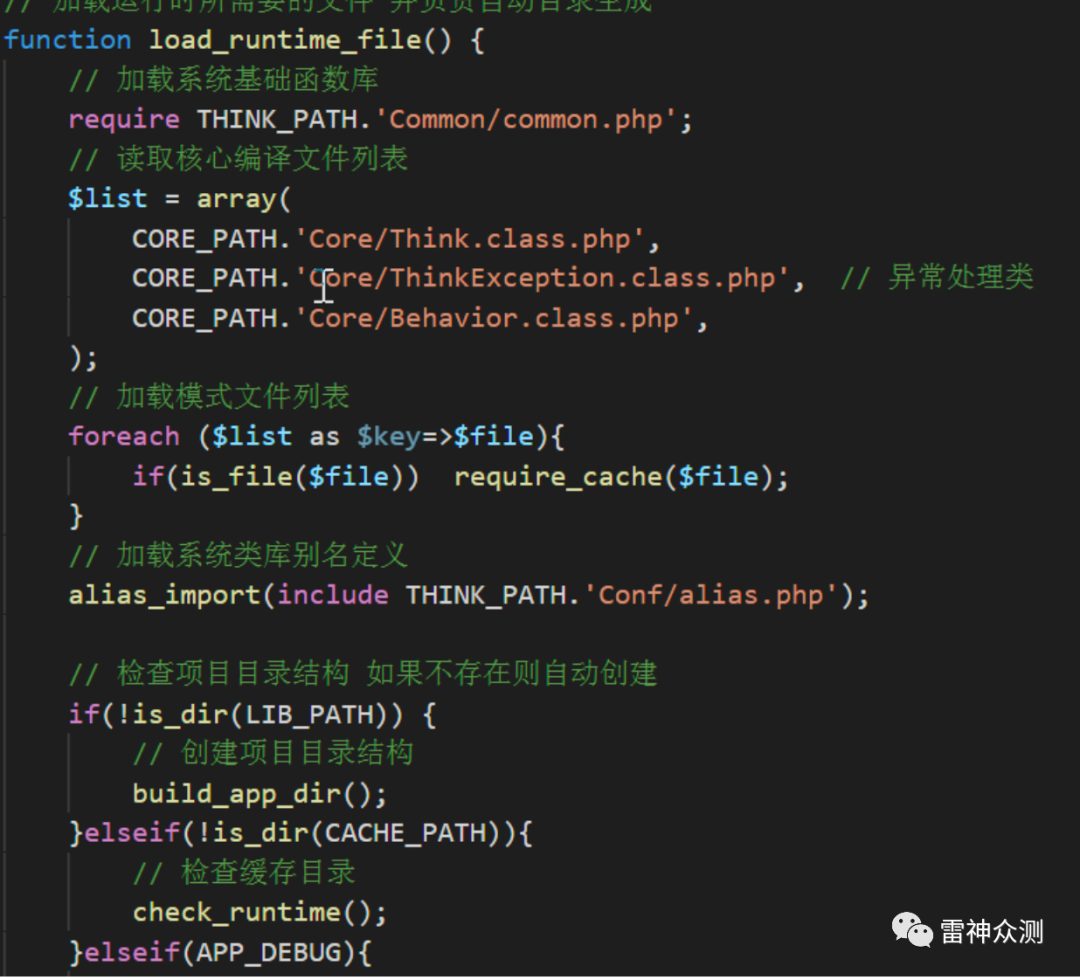 // 加载运行时所需要的文件 并负责自动目录生成
function load_runtime_file() {
    // 加载系统基础函数库
    require THINK_PATH.'Common/common.php';
    // 读取核心编译文件列表
    $list = array(
        CORE_PATH.'Core/Think.class.php',
        CORE_PATH.'Core/ThinkException.class.php',  // 异常处理类
        CORE_PATH.'Core/Behavior.class.php',
    );
    // 加载模式文件列表
    foreach ($list as $key=>$file){
        if(is_file($file))  require_cache($file);
    }
    // 加载系统类库别名定义
    alias_import(include THINK_PATH.'Conf/alias.php');

    // 检查项目目录结构 如果不存在则自动创建
    if(!is_dir(LIB_PATH)) {
        // 创建项目目录结构
        build_app_dir();
    }elseif(!is_dir(CACHE_PATH)){
        // 检查缓存目录
        check_runtime();
    }elseif(APP_DEBUG){
雷神众测